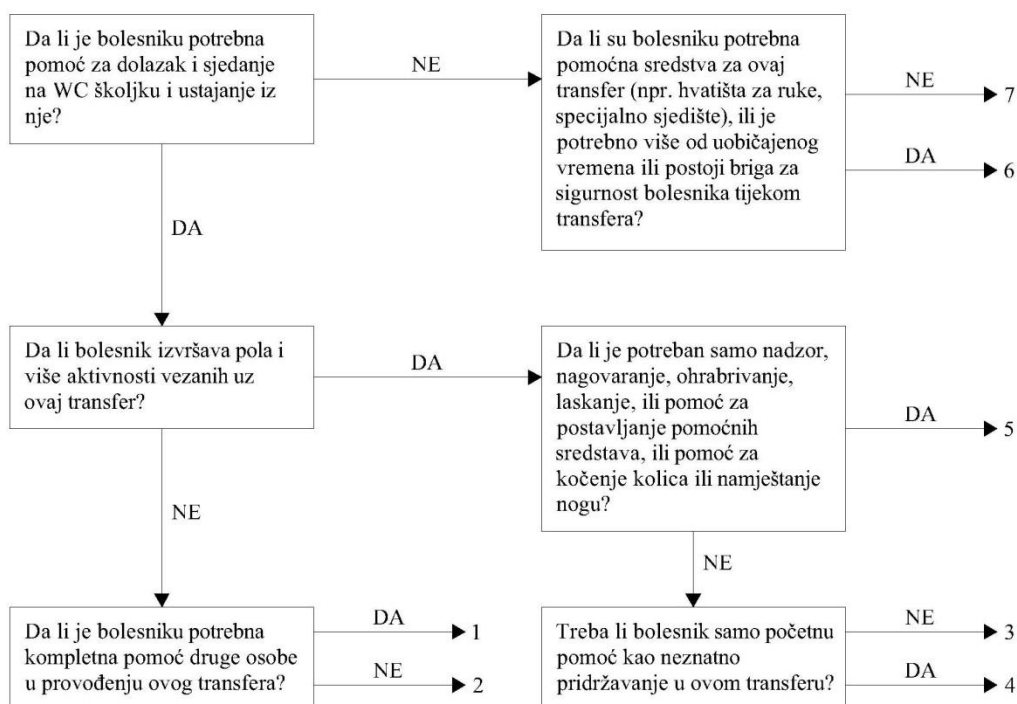 Da li je bolesniku potrebna
pomoć za dolazak i sjedanje
na WC školjku i ustajanje iz
nje?
NE
Da li su bolesniku potrebna
pomoćna sredstva za ovaj
transfer (npr. hvatišta za ruke,
specijalno sjedište), ili je
potrebno više od uobičajenog
vremena ili postoji briga za
sigurnost bolesnika tijekom
transfera?
NE
7
DA
6
DA
Da li bolesnik izvršava pola i
više aktivnosti vezanih uz
ovaj transfer?
DA
Da li je potreban samo nadzor,
nagovaranje, ohrabrivanje,
laskanje, ili pomoć za
postavljanje pomoćnih
sredstava, ili pomoć za
kočenje kolica ili namještanje
nogu?
DA
5
NE
NE
Da li je bolesniku potrebna
kompletna pomoć druge osobe
u provođenju ovog transfera?
DA
1
NE
2
Treba li bolesnik samo početnu
pomoć kao neznatno
pridržavanje u ovom transferu?
NE
3
DA
4